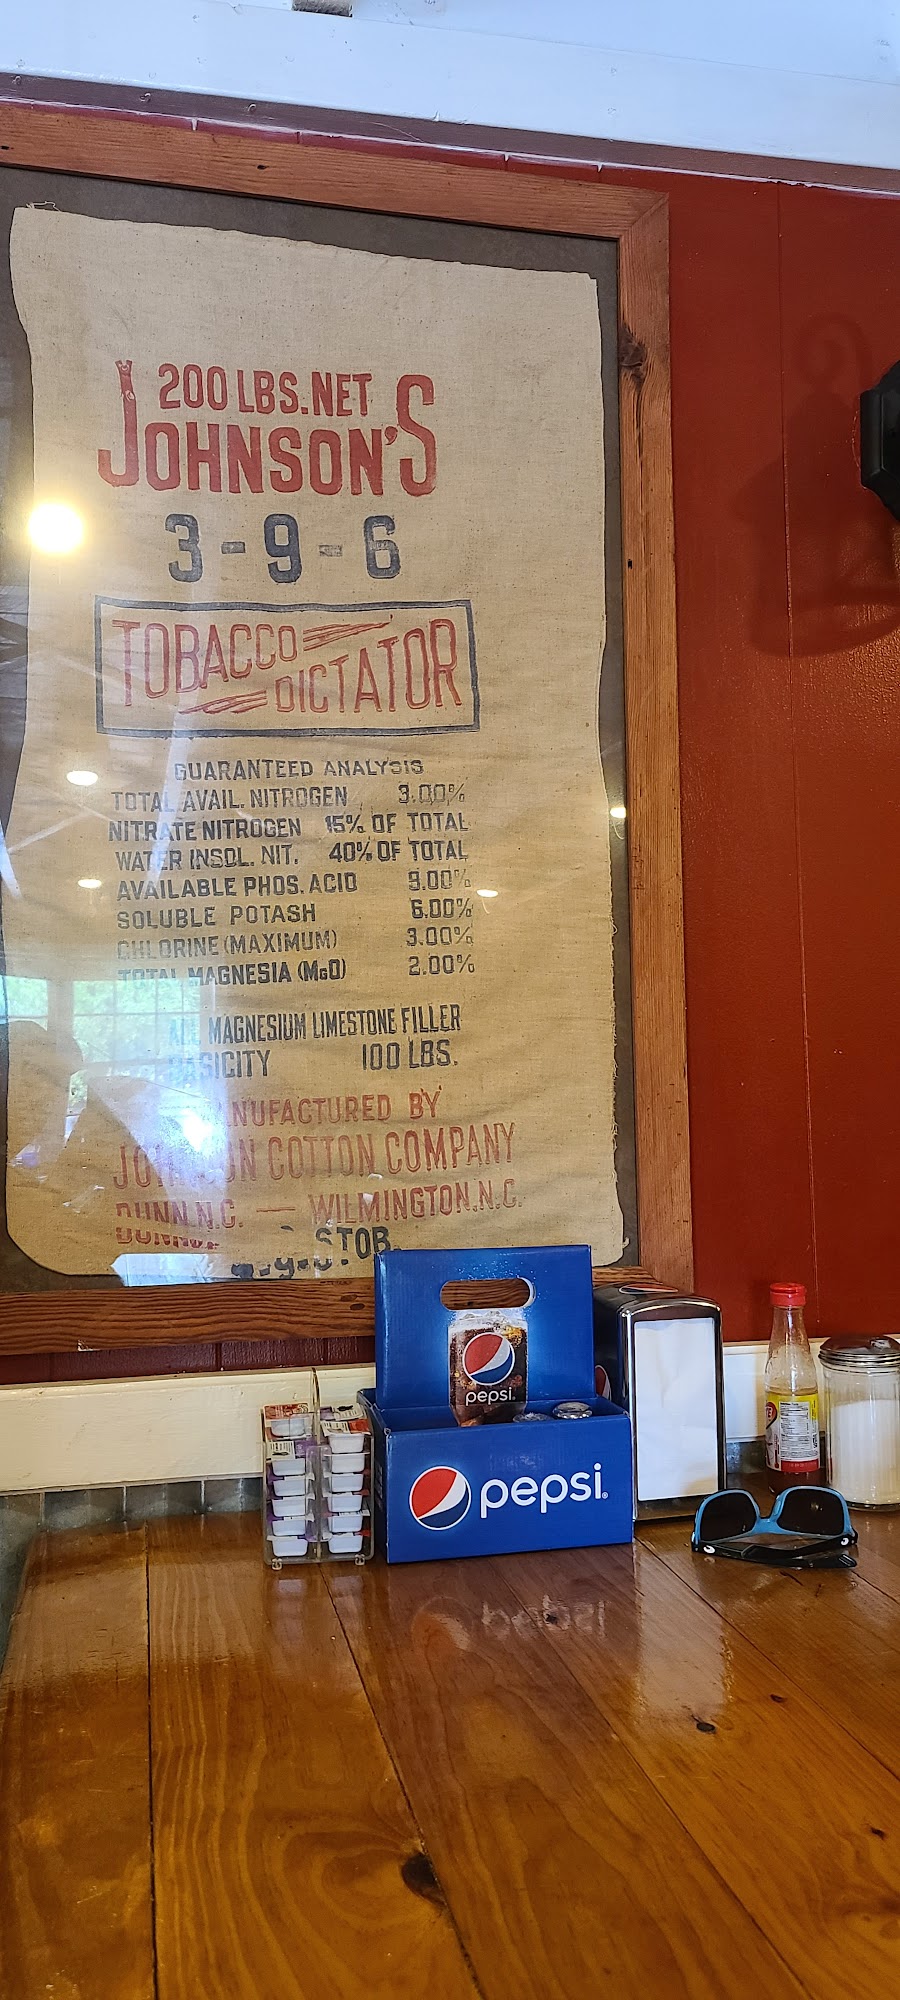 200 LBS. NET
JOHNSON'S
3-9-6
TOBACCO
DICTATOR
GUARANTEED ANALYSIS
TOTAL AVAIL. NITROGEN 3.00%
NITRATE NITROGEN 15% OF TOTAL
WATER INSOL. NIT. 40% OF TOTAL
AVAILABLE PHOS. ACID 9.00%
SOLUBLE POTASH 6.00%
CHLORINE (MAXIMUM) 3.00%
TOTAL MAGNESIA (MGO) 2.00%
ALL MAGNESIUM LIMESTONE FILLER
BASICITY 100 LBS.
MANUFACTURED BY
JOHNSON COTTON COMPANY
DUNN, N.C. — WILMINGTON, N.C.
STOB.
pepsi
pepsi